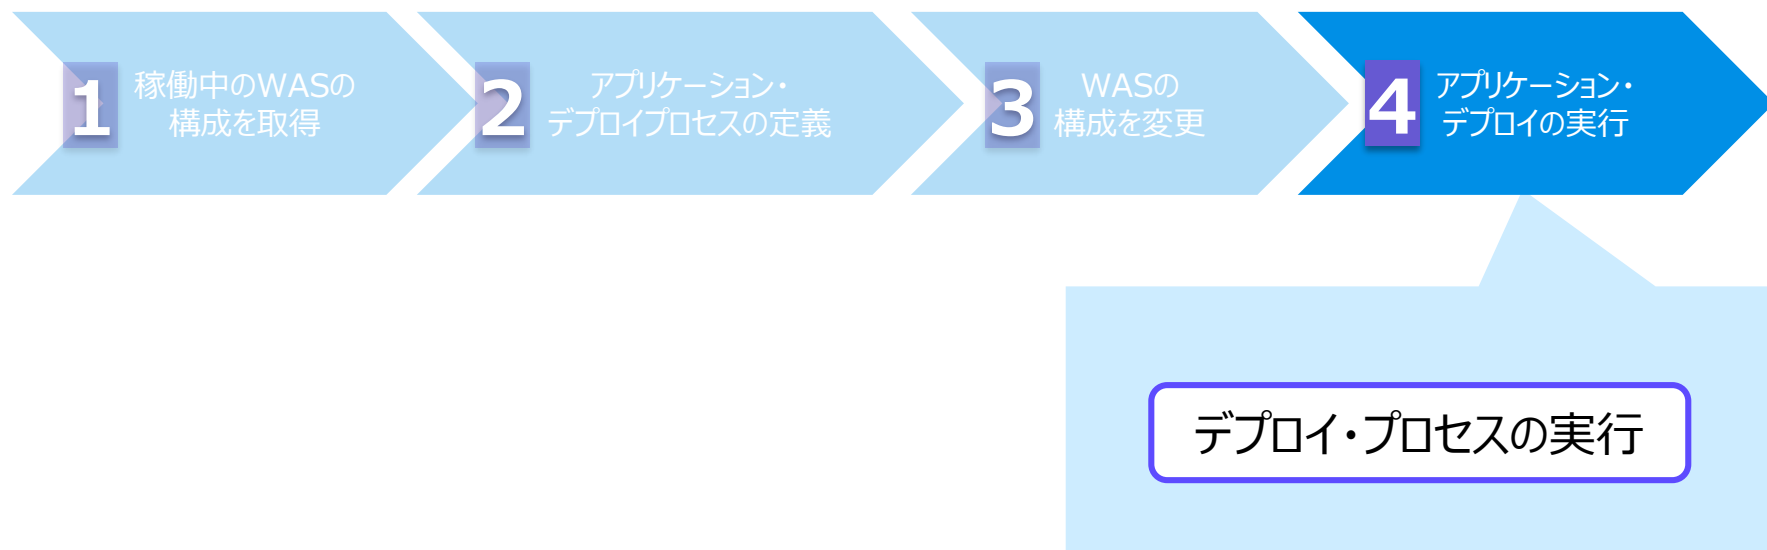 1
稼働中のWASの
構成を取得
2
アプリケーション・
デプロイプロセスの定義
3
WASの
構成を変更
4
アプリケーション・
デプロイの実行
デプロイ・プロセスの実行